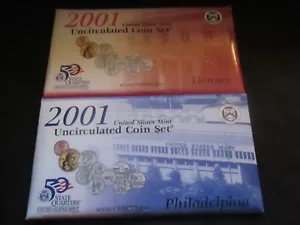 2001
United States Mint
Uncirculated Coin Set
50
STATE
QUARTERS
Denver
2001
United States Mint
Uncirculated Coin Set®
50
STATE
QUARTERS
Philadelphia